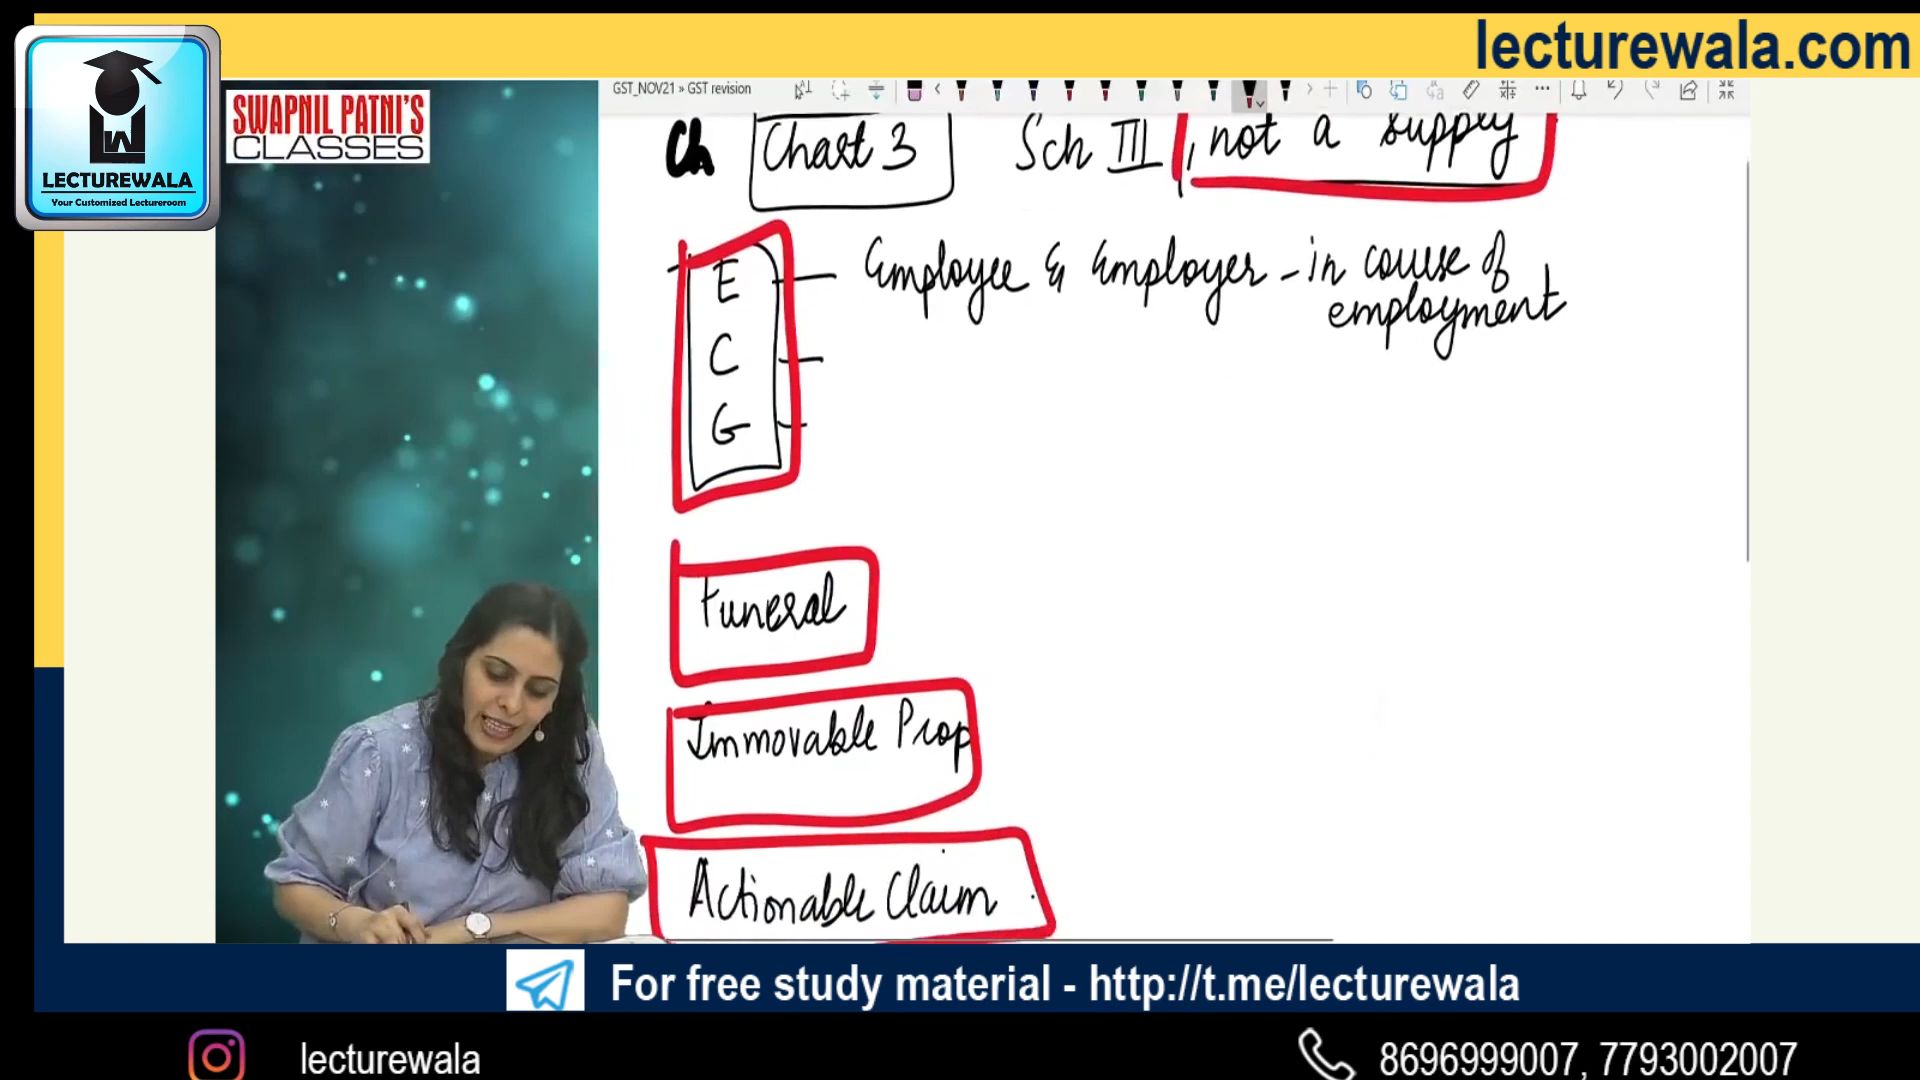 lecturewala.com
SWAPNIL PATNI'S
CLASSES
LW
LECTUREWALA
Your Customized Lectureroom
GST_NOV21 » GST revision
Ch Chart 3 Sch III, not a supply
E Employee & Employer - in course of
employment
C
G
Funeral
Immovable Prop
Actionable Claim
For free study material - http://t.me/lecturewala
lecturewala
8696999007, 7793002007